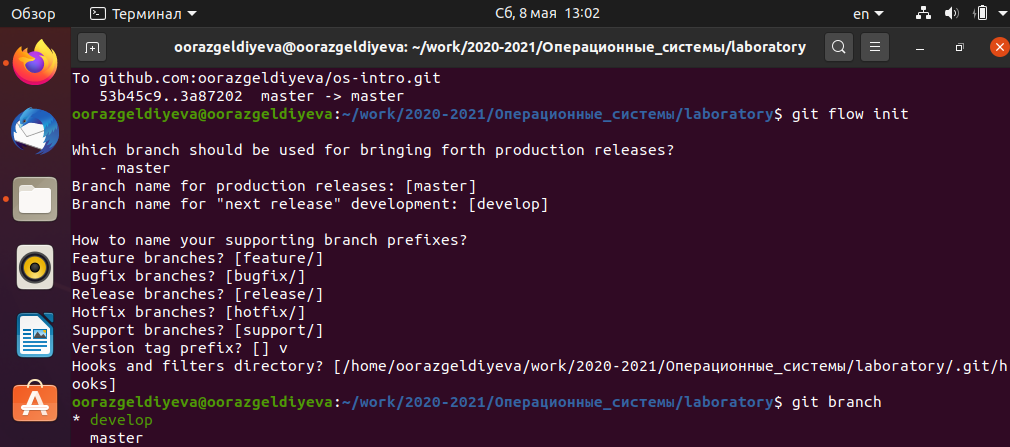 Обзор
Терминал
Сб, 8 мая 13:02
en
oorazgeldiyeva@oorazgeldiyeva: ~/work/2020-2021/Операционные_системы/laboratory
To github.com:oorazgeldiyeva/os-intro.git
53b45c9..3a87202 master -> master
oorazgeldiyeva@oorazgeldiyeva:~/work/2020-2021/Операционные_системы/laboratory$ git flow init
Which branch should be used for bringing forth production releases?
- master
Branch name for production releases: [master]
Branch name for "next release" development: [develop]
How to name your supporting branch prefixes?
Feature branches? [feature/]
Bugfix branches? [bugfix/]
Release branches? [release/]
Hotfix branches? [hotfix/]
Support branches? [support/]
Version tag prefix? [] v
Hooks and filters directory? [/home/oorazgeldiyeva/work/2020-2021/Операционные_системы/laboratory/.git/h
ooks]
oorazgeldiyeva@oorazgeldiyeva:~/work/2020-2021/Операционные_системы/laboratory$ git branch
* develop
master